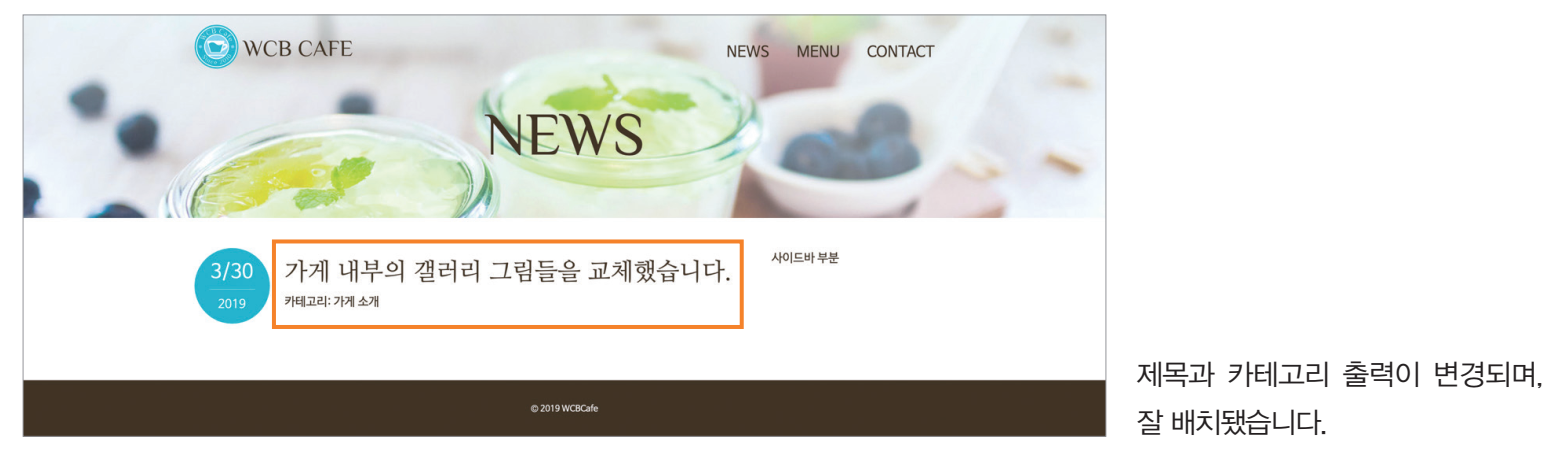 WCB CAFE
NEWS MENU CONTACT
NEWS
3/30
2019
가게 내부의 갤러리 그림들을 교체했습니다.
카테고리: 가게 소개
사이드바 부분
© 2019 WCBCafe
제목과 카테고리 출력이 변경되며,
잘 배치됐습니다.